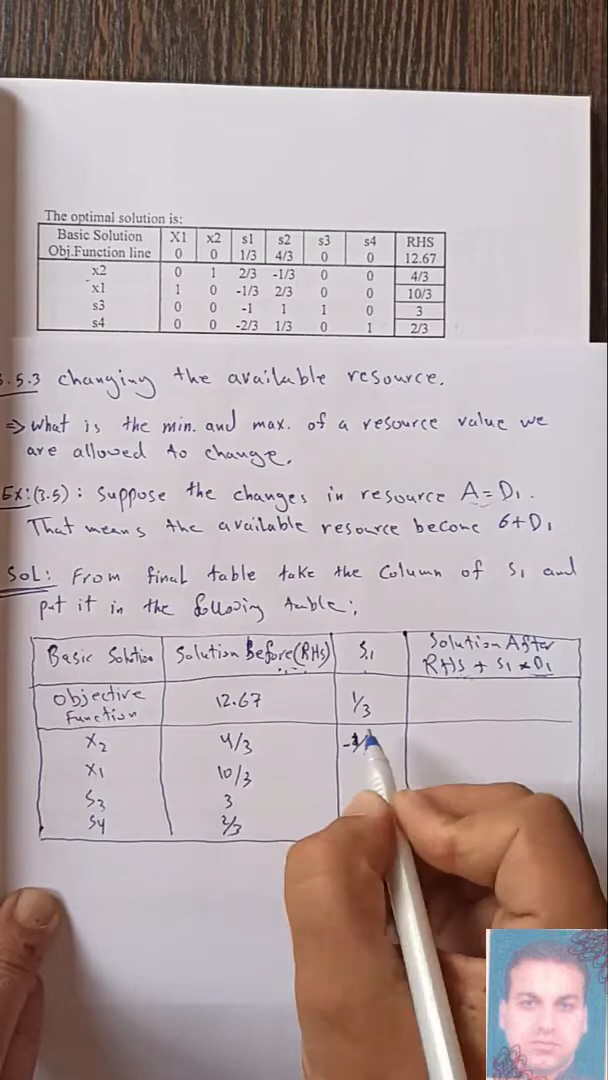 The optimal solution is:
Basic Solution X1 x2 s1 s2 s3 s4 RHS
Obj.Function line 0 0 1/3 4/3 0 0 12.67
x2 0 1 2/3 -1/3 0 0 4/3
x1 1 0 -1/3 2/3 0 0 10/3
s3 0 0 -1 1 1 0 3
s4 0 0 -2/3 1/3 0 1 2/3
.5.3 changing the available resource.
⇒ what is the min. and max. of a resource value we
are allowed to change.
Ex:(3.5): Suppose the changes in resource A = D1.
That means the available resource become 6+D1
Sol: From final table take the column of S1 and
put it in the following table:,
Basic Solution Solution Before(RHS) S1 Solution After
RHS + S1 * D1
Objective
Function 12.67 1/3
X2 4/3
X1 10/3
S3 3
S4 2/3